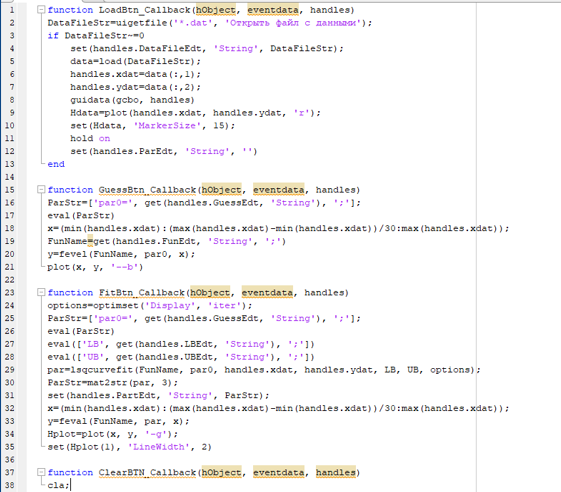 1 function LoadBtn_Callback(hObject, eventdata, handles)
2 DataFileStr=uigetfile('*.dat', 'Открыть файл с данными');
3 if DataFileStr~=0
4 set(handles.DataFileEdt, 'String', DataFileStr);
5 data=load(DataFileStr);
6 handles.xdat=data(:,1);
7 handles.ydat=data(:,2);
8 guidata(gcbo, handles)
9 Hdata=plot(handles.xdat, handles.ydat, 'r');
10 set(Hdata, 'MarkerSize', 15);
11 hold on
12 set(handles.ParEdt, 'String', '')
13 end
14
15 function GuessBtn_Callback(hObject, eventdata, handles)
16 ParStr=['par0=', get(handles.GuessEdt, 'String'), ';'];
17 eval(ParStr)
18 x=(min(handles.xdat):(max(handles.xdat)-min(handles.xdat))/30:max(handles.xdat));
19 FunName=get(handles.FunEdt, 'String', ';')
20 y=fevel(FunName, par0, x);
21 plot(x, y, '--b')
22
23 function FitBtn_Callback(hObject, eventdata, handles)
24 options=optimset('Display', 'iter');
25 ParStr=['par0=', get(handles.GuessEdt, 'String'), ';'];
26 eval(ParStr)
27 eval(['LB', get(handles.LBEdt, 'String'), ';'])
28 eval(['UB', get(handles.UBEdt, 'String'), ';'])
29 par=lsqcurvefit(FunName, par0, handles.xdat, handles.ydat, LB, UB, options);
30 ParStr=mat2str(par, 3);
31 set(handles.PartEdt, 'String', ParStr);
32 x=(min(handles.xdat):(max(handles.xdat)-min(handles.xdat))/30:max(handles.xdat));
33 y=feval(FunName, par, x);
34 Hplot=plot(x, y, '-g');
35 set(Hplot(1), 'LineWidth', 2)
36
37 function ClearBTN_Callback(hObject, eventdata, handles)
38 cla;